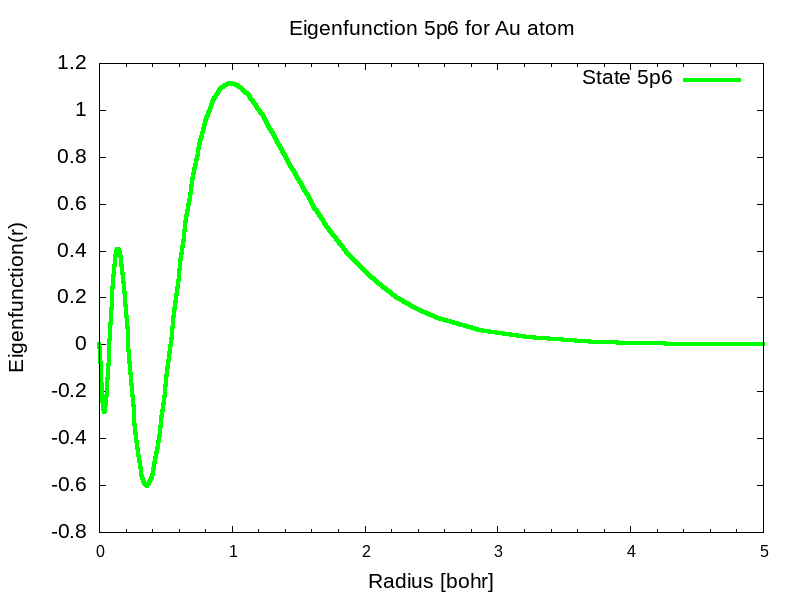 Eigenfunction 5p6 for Au atom
State 5p6
1.2
1
0.8
0.6
0.4
0.2
0
-0.2
-0.4
-0.6
-0.8
Eigenfunction(r)
0 1 2 3 4 5
Radius [bohr]